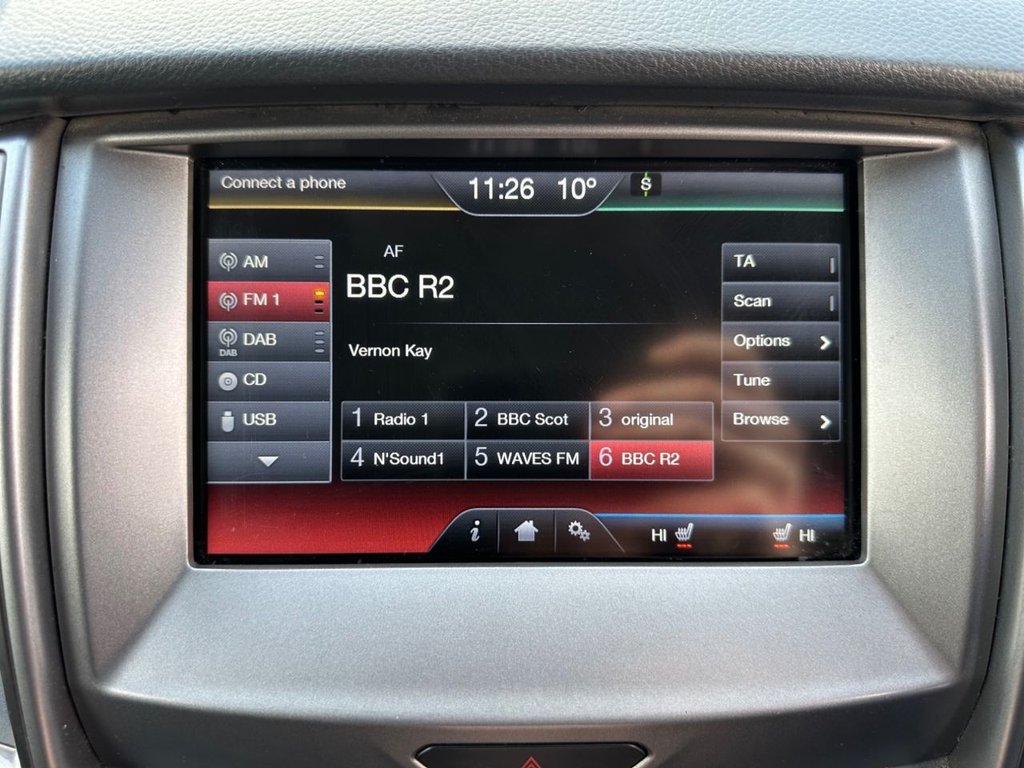 Connect a phone
11:26 10º
S
AM
FM 1
DAB
DAB
CD
USB
AF
BBC R2
Vernon Kay
1 Radio 1
2 BBC Scot
3 original
4 N'Sound1
5 WAVES FM
6 BBC R2
TA
Scan
Options
Tune
Browse
i
HI
HI